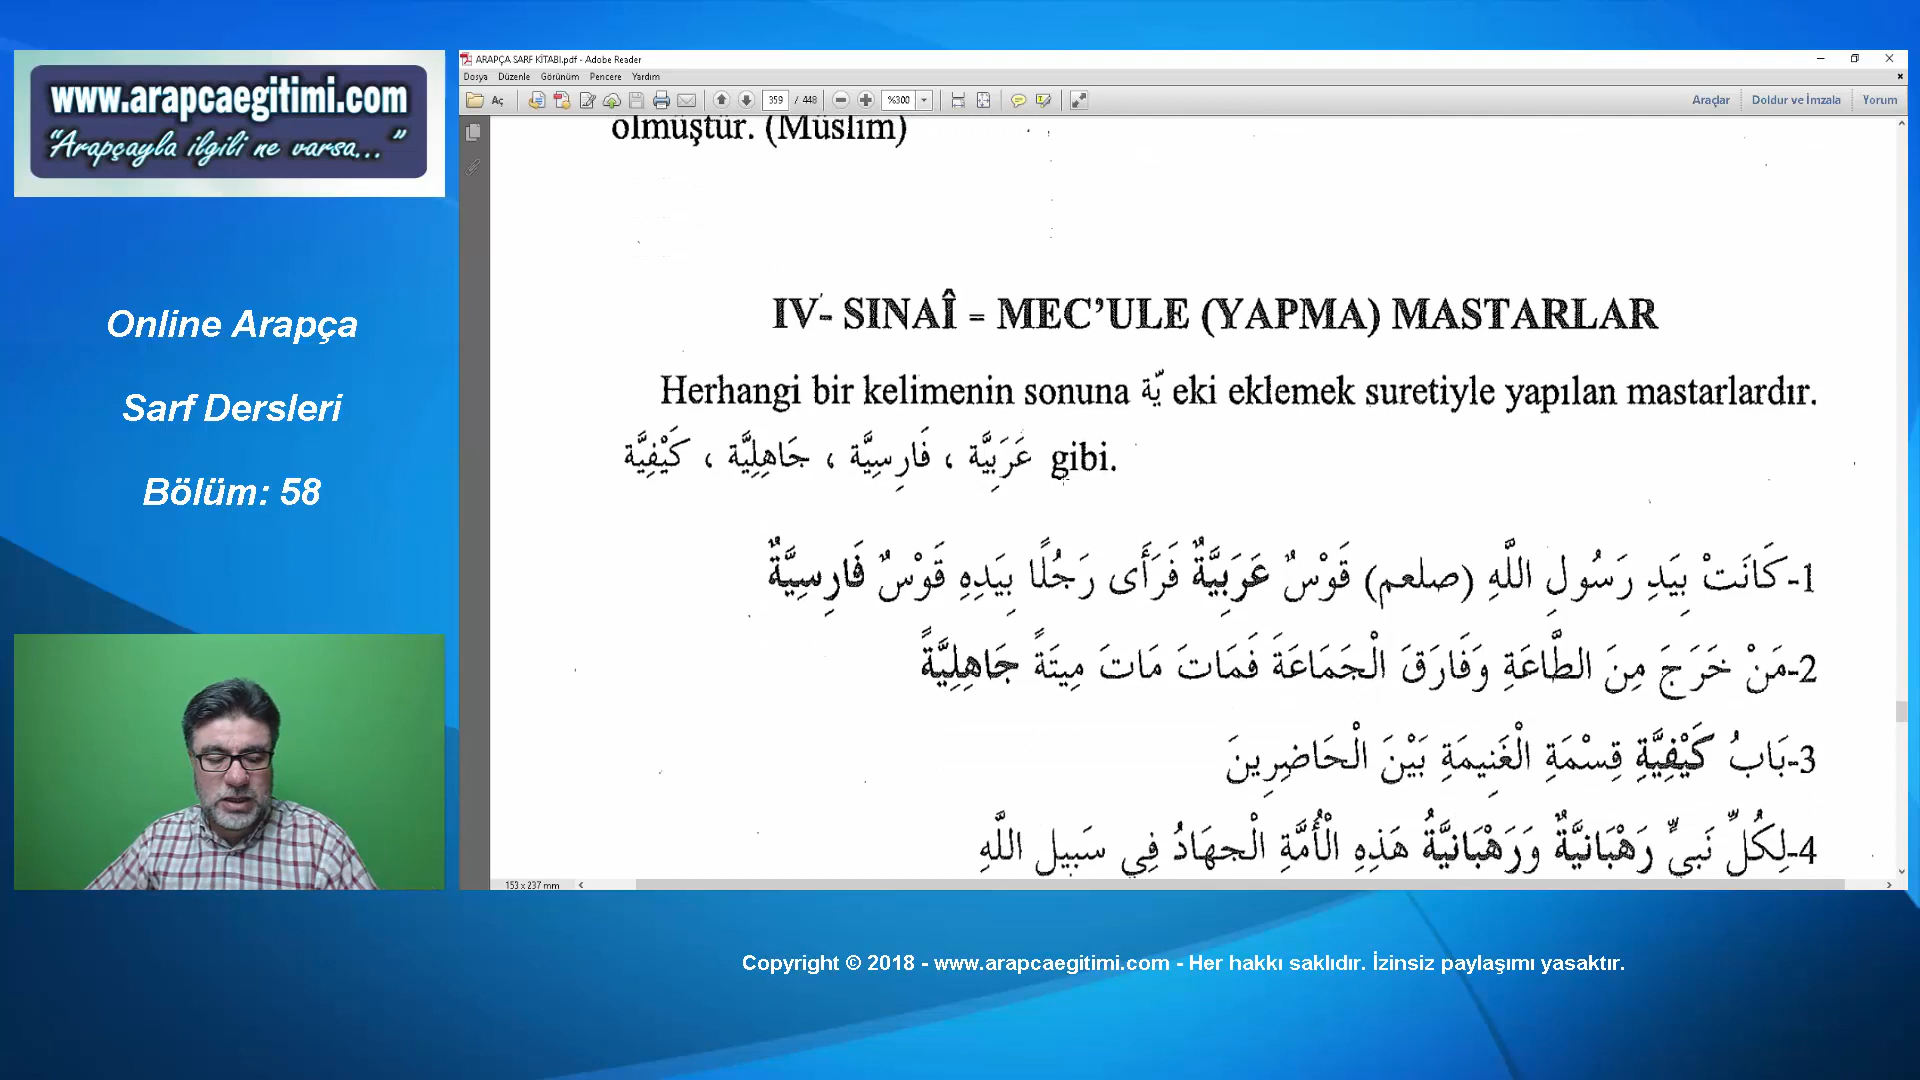 www.arapcaegitimi.com
“Arapçayla ilgili ne varsa...”
Online Arapça
Sarf Dersleri
Bölüm: 58
ARAPÇA SARF KİTABI.pdf - Adobe Reader
Dosya Düzenle Görünüm Pencere Yardım
Aç 359 / 448 %300 Araçlar Doldur ve İmzala Yorum
olmuştur. (Müslim)
IV- SINAÎ = MEC’ULE (YAPMA) MASTARLAR
Herhangi bir kelimenin sonuna يّة eki eklemek suretiyle yapılan mastarlardır.
عَرَبِيَّة ، فَارِسِيَّة ، جَاهِلِيَّة ، كَيْفِيَّة gibi.
1-كَانَتْ بِيَدِ رَسُولِ اللَّهِ (صلعم) قَوْسٌ عَرَبِيَّةٌ فَرَأَى رَجُلًا بِيَدِهِ قَوْسٌ فَارِسِيَّةٌ
2-مَنْ خَرَجَ مِنَ الطَّاعَةِ وَفَارَقَ الْجَمَاعَةَ فَمَاتَ مَاتَ مِيتَةً جَاهِلِيَّةً
3-بَابُ كَيْفِيَّةِ قِسْمَةِ الْغَنِيمَةِ بَيْنَ الْحَاضِرِينَ
4-لِكُلِّ نَبِيٍّ رَهْبَانِيَّةٌ وَرَهْبَانِيَّةُ هَذِهِ الْأُمَّةِ الْجِهَادُ فِي سَبِيلِ اللَّهِ
153 x 237 mm
Copyright © 2018 - www.arapcaegitimi.com - Her hakkı saklıdır. İzinsiz paylaşımı yasaktır.